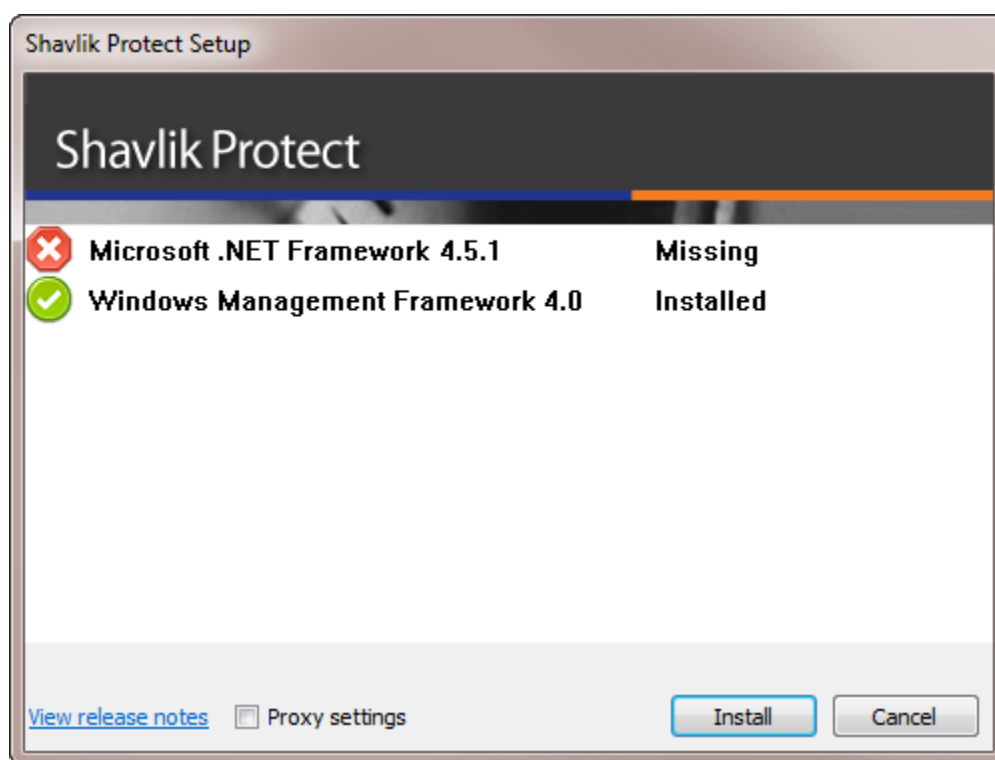 Shavlik Protect Setup
Shavlik Protect
Microsoft .NET Framework 4.5.1 Missing
Windows Management Framework 4.0 Installed
View release notes Proxy settings Install Cancel